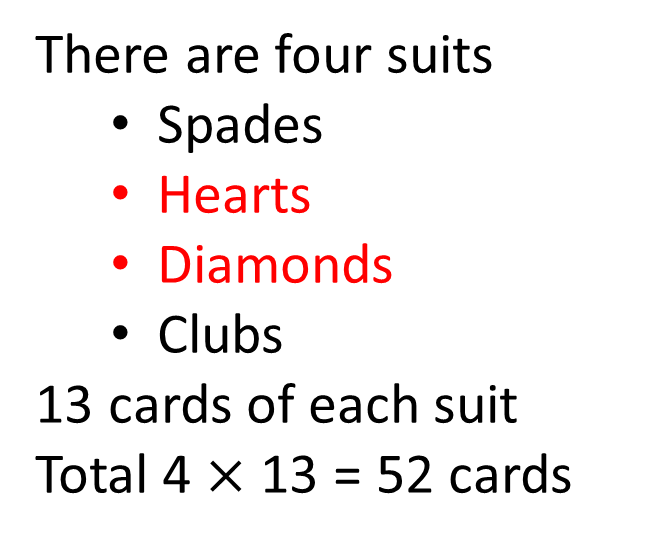 There are four suits
• Spades
• Hearts
• Diamonds
• Clubs
13 cards of each suit
Total 4 × 13 = 52 cards